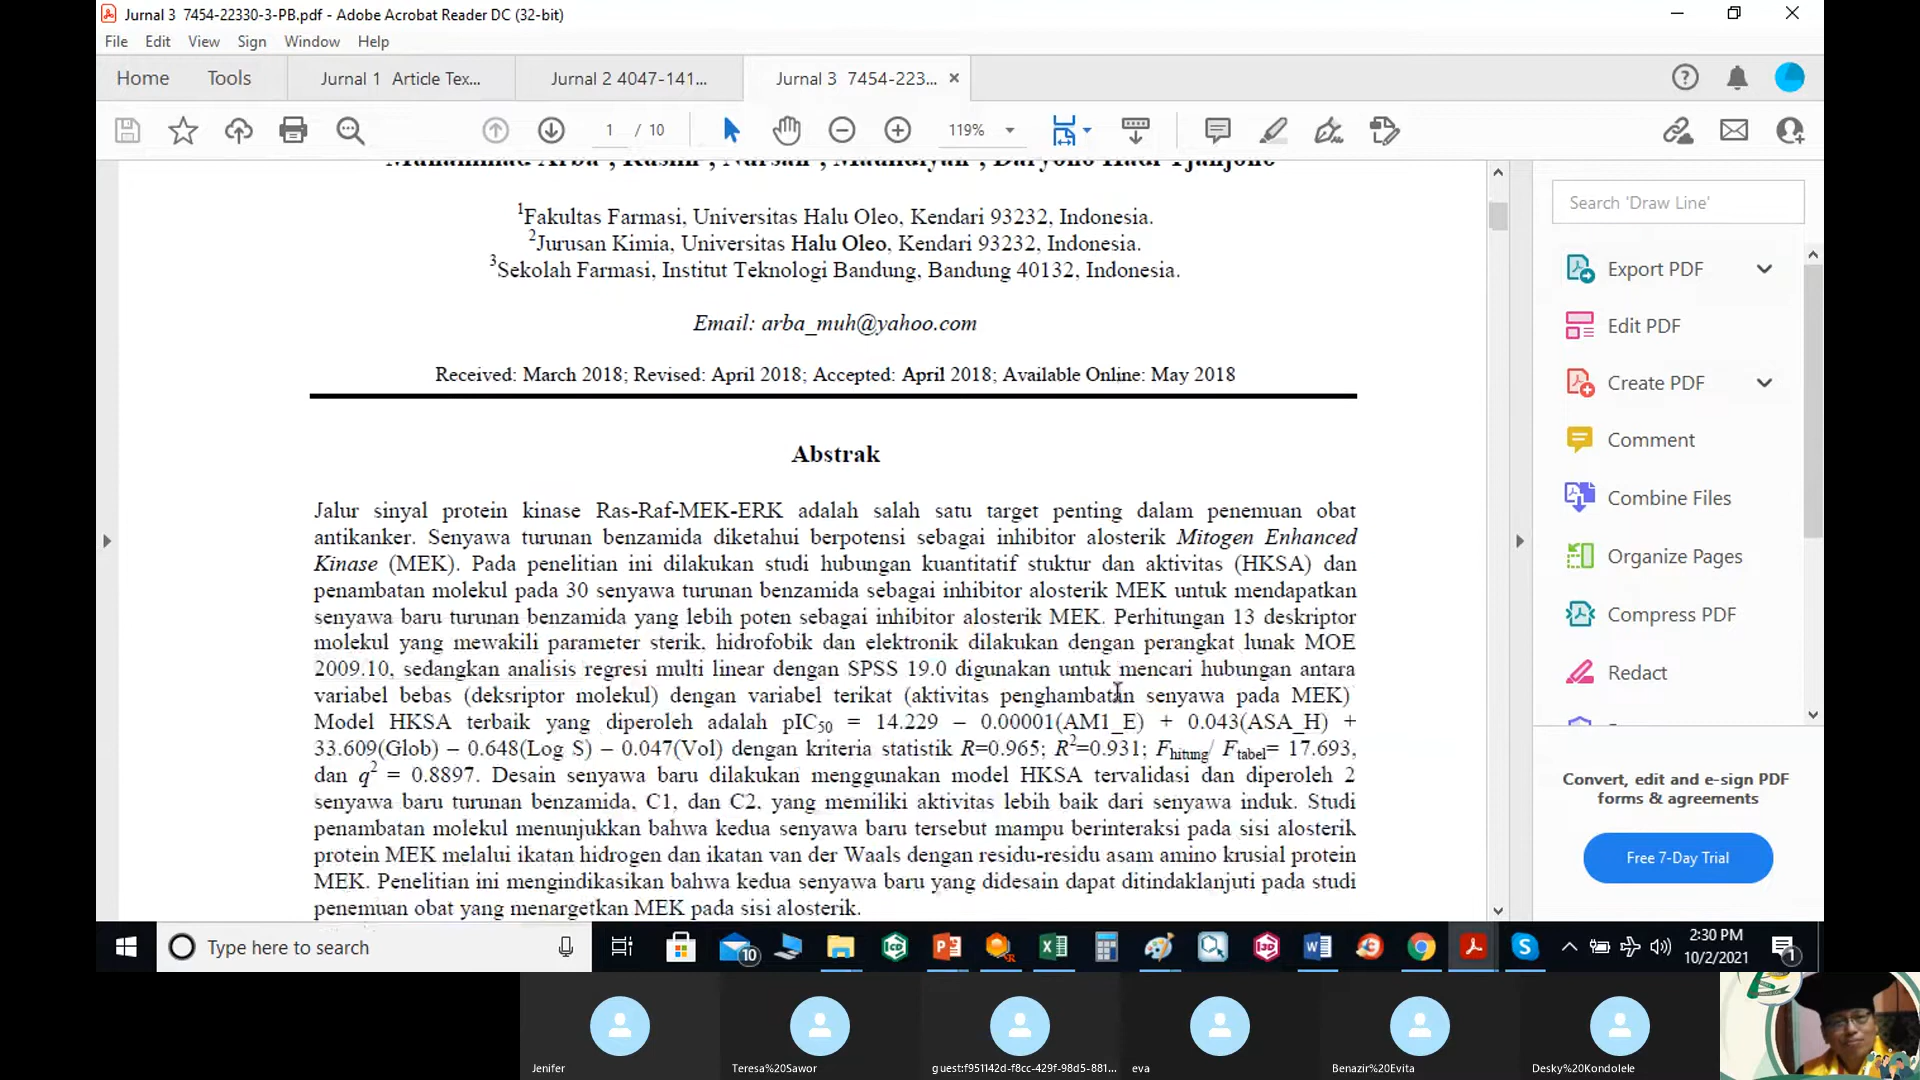 Jurnal 3  7454-22330-3-PB.pdf - Adobe Acrobat Reader DC (32-bit)
File Edit View Sign Window Help
Home Tools Jurnal 1  Article Tex... Jurnal 2 4047-141... Jurnal 3  7454-223...
1 / 10 119%
Muhammad Arba , Ruslin , Nursan , Maulidiyah , Daryono Hadi Tjahjono
1Fakultas Farmasi, Universitas Halu Oleo, Kendari 93232, Indonesia.
2Jurusan Kimia, Universitas Halu Oleo, Kendari 93232, Indonesia.
3Sekolah Farmasi, Institut Teknologi Bandung, Bandung 40132, Indonesia.
Email: arba_muh@yahoo.com
Received: March 2018; Revised: April 2018; Accepted: April 2018; Available Online: May 2018
Abstrak
Jalur sinyal protein kinase Ras-Raf-MEK-ERK adalah salah satu target penting dalam penemuan obat
antikanker. Senyawa turunan benzamida diketahui berpotensi sebagai inhibitor alosterik Mitogen Enhanced
Kinase (MEK). Pada penelitian ini dilakukan studi hubungan kuantitatif stuktur dan aktivitas (HKSA) dan
penambatan molekul pada 30 senyawa turunan benzamida sebagai inhibitor alosterik MEK untuk mendapatkan
senyawa baru turunan benzamida yang lebih poten sebagai inhibitor alosterik MEK. Perhitungan 13 deskriptor
molekul yang mewakili parameter sterik, hidrofobik dan elektronik dilakukan dengan perangkat lunak MOE
2009.10, sedangkan analisis regresi multi linear dengan SPSS 19.0 digunakan untuk mencari hubungan antara
variabel bebas (deksriptor molekul) dengan variabel terikat (aktivitas penghambatan senyawa pada MEK)
Model HKSA terbaik yang diperoleh adalah pIC50 = 14.229 – 0.00001(AM1_E) + 0.043(ASA_H) +
33.609(Glob) – 0.648(Log S) – 0.047(Vol) dengan kriteria statistik R=0.965; R2=0.931; Fhitung/ Ftabel= 17.693,
dan q2 = 0.8897. Desain senyawa baru dilakukan menggunakan model HKSA tervalidasi dan diperoleh 2
senyawa baru turunan benzamida, C1, dan C2, yang memiliki aktivitas lebih baik dari senyawa induk. Studi
penambatan molekul menunjukkan bahwa kedua senyawa baru tersebut mampu berinteraksi pada sisi alosterik
protein MEK melalui ikatan hidrogen dan ikatan van der Waals dengan residu-residu asam amino krusial protein
MEK. Penelitian ini mengindikasikan bahwa kedua senyawa baru yang didesain dapat ditindaklanjuti pada studi
penemuan obat yang menargetkan MEK pada sisi alosterik.
Search 'Draw Line'
Export PDF
Edit PDF
Create PDF
Comment
Combine Files
Organize Pages
Compress PDF
Redact
Convert, edit and e-sign PDF
forms & agreements
Free 7-Day Trial
Type here to search
10
2:30 PM
10/2/2021
1
Jenifer Teresa%20Sawor guest:f951142d-f8cc-429f-98d5-881... eva Benazir%20Evita Desky%20Kondolele